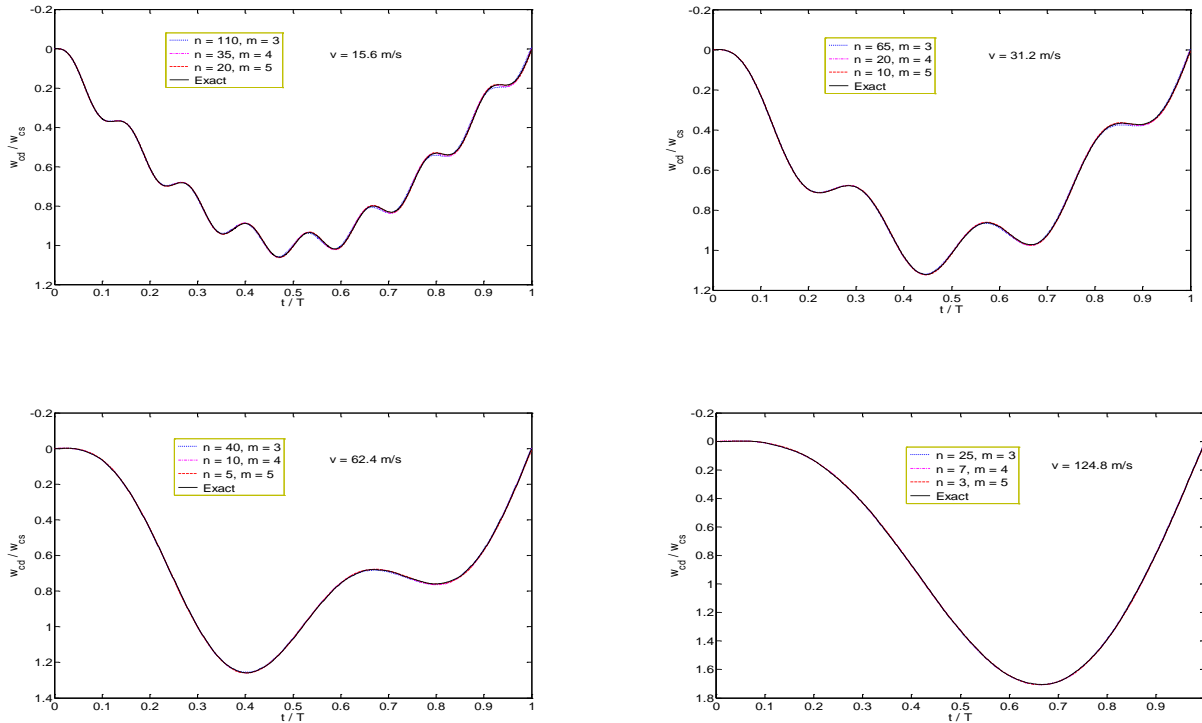 -0.2
0
0.2
0.4
0.6
0.8
1
1.2
w_cd / w_cs
n = 110, m = 3
n = 35, m = 4
n = 20, m = 5
Exact
v = 15.6 m/s
0 0.1 0.2 0.3 0.4 0.5 0.6 0.7 0.8 0.9 1
t / T
-0.2
0
0.2
0.4
0.6
0.8
1
1.2
w_cd / w_cs
n = 65, m = 3
n = 20, m = 4
n = 10, m = 5
Exact
v = 31.2 m/s
0 0.1 0.2 0.3 0.4 0.5 0.6 0.7 0.8 0.9 1
t / T
-0.2
0
0.2
0.4
0.6
0.8
1
1.2
1.4
w_cd / w_cs
n = 40, m = 3
n = 10, m = 4
n = 5, m = 5
Exact
v = 62.4 m/s
0 0.1 0.2 0.3 0.4 0.5 0.6 0.7 0.8 0.9 1
t / T
-0.2
0
0.2
0.4
0.6
0.8
1
1.2
1.4
1.6
1.8
w_cd / w_cs
n = 25, m = 3
n = 7, m = 4
n = 3, m = 5
Exact
v = 124.8 m/s
0 0.1 0.2 0.3 0.4 0.5 0.6 0.7 0.8 0.9
t / T